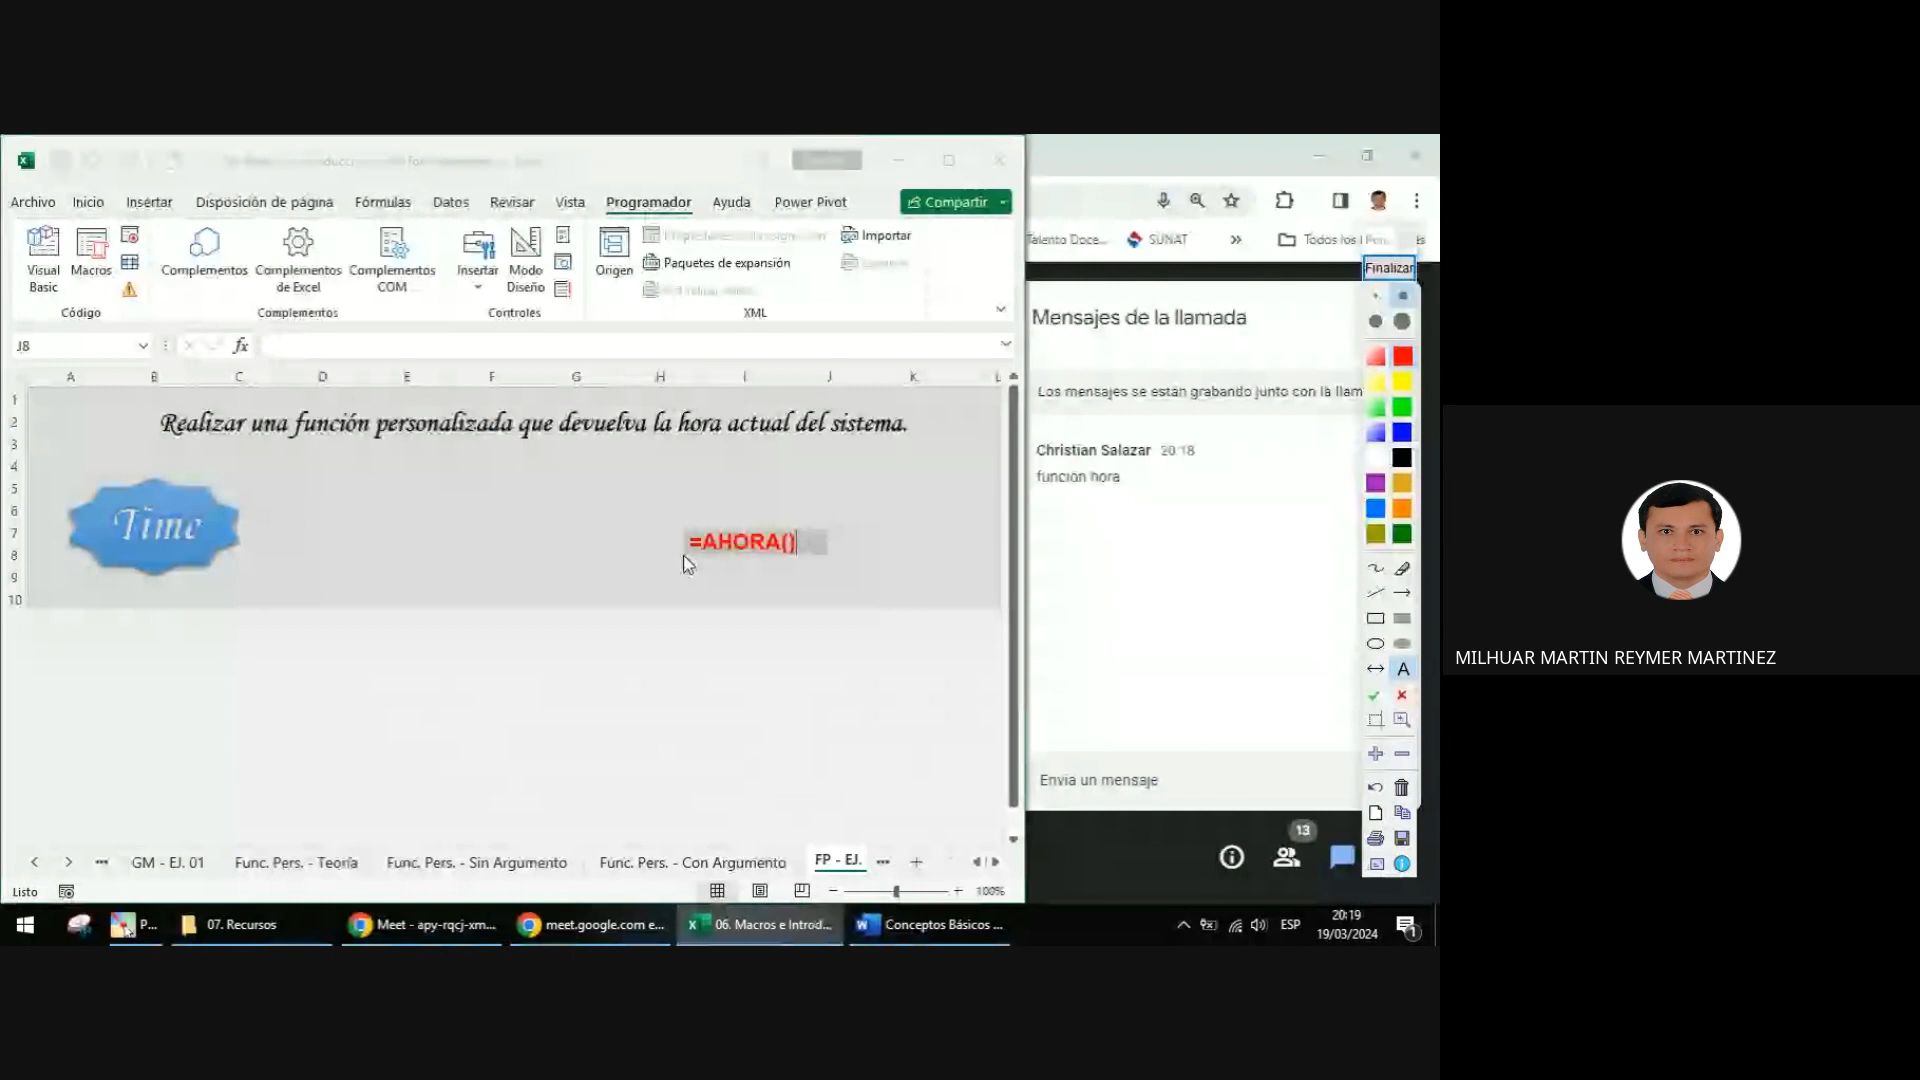 Archivo Inicio Insertar Disposición de página Fórmulas Datos Revisar Vista Programador Ayuda Power Pivot Compartir
Visual Basic
Macros
Complementos
Complementos de Excel
Complementos COM
Insertar
Modo Diseño
Origen
Paquetes de expansión
Importar
Código
Complementos
Controles
XML
J8
fx
A B C D E F G H I J K L
1
2
3
4
5
6
7
8
9
10
Realizar una función personalizada que devuelva la hora actual del sistema.
Time
=AHORA()
GM - EJ. 01 Func. Pers. - Teoría Func. Pers. - Sin Argumento Func. Pers. - Con Argumento FP - EJ.
Listo
100%
Talento Doce... SUNAT » Todos los
Finalizar
Mensajes de la llamada
Los mensajes se están grabando junto con la llam
Christian Salazar 20:18
función hora
A
Envía un mensaje
13
P...
07. Recursos
Meet - apy-rqcj-xm...
meet.google.com e...
06. Macros e Introd...
Conceptos Básicos ...
ESP
20:19
19/03/2024
1
MILHUAR MARTIN REYMER MARTINEZ